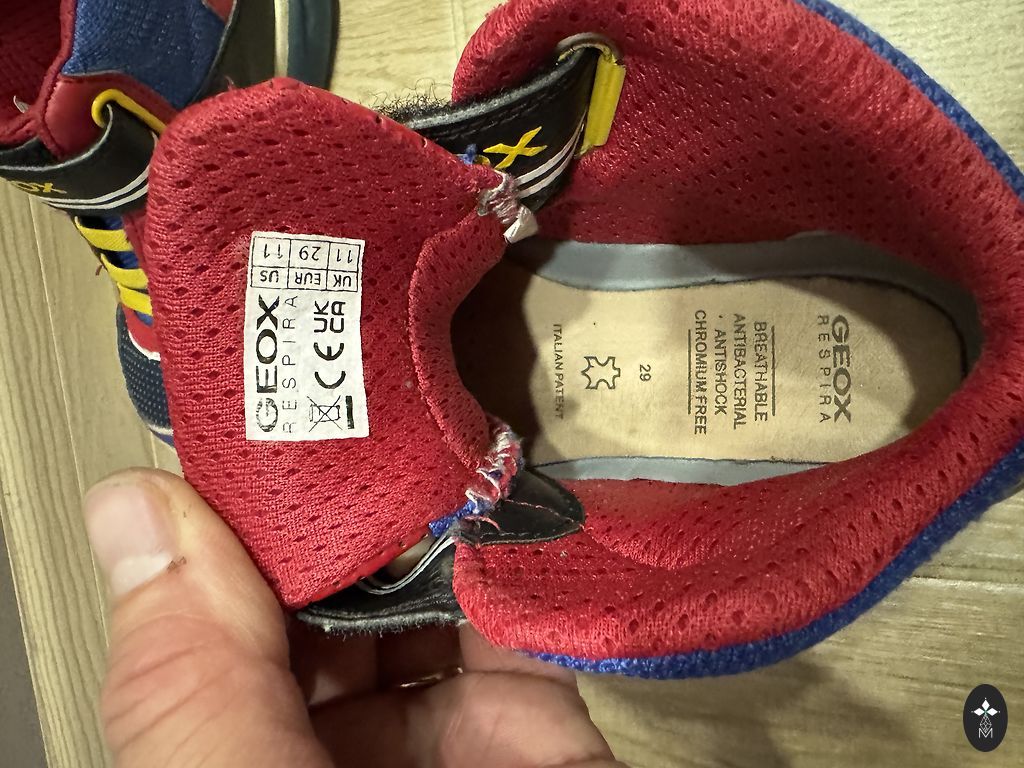 GEOX
RESPIRA
UK EUR US
11 29 11
UK
CA
CE
GEOX
RESPIRA
BREATHABLE
ANTIBACTERIAL
· ANTISHOCK
CHROMIUM FREE
29
ITALIAN PATENT
OX
X
M